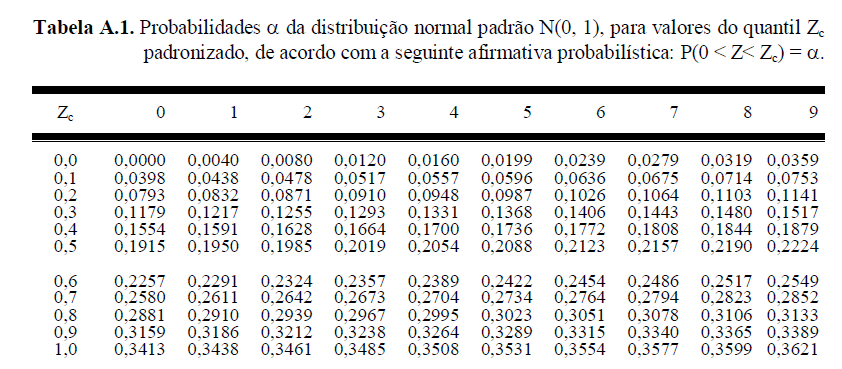 Tabela A.1. Probabilidades α da distribuição normal padrão N(0, 1), para valores do quantil Zc
padronizado, de acordo com a seguinte afirmativa probabilística: P(0 < Z< Zc) = α.
Zc 0 1 2 3 4 5 6 7 8 9
0,0 0,0000 0,0040 0,0080 0,0120 0,0160 0,0199 0,0239 0,0279 0,0319 0,0359
0,1 0,0398 0,0438 0,0478 0,0517 0,0557 0,0596 0,0636 0,0675 0,0714 0,0753
0,2 0,0793 0,0832 0,0871 0,0910 0,0948 0,0987 0,1026 0,1064 0,1103 0,1141
0,3 0,1179 0,1217 0,1255 0,1293 0,1331 0,1368 0,1406 0,1443 0,1480 0,1517
0,4 0,1554 0,1591 0,1628 0,1664 0,1700 0,1736 0,1772 0,1808 0,1844 0,1879
0,5 0,1915 0,1950 0,1985 0,2019 0,2054 0,2088 0,2123 0,2157 0,2190 0,2224
0,6 0,2257 0,2291 0,2324 0,2357 0,2389 0,2422 0,2454 0,2486 0,2517 0,2549
0,7 0,2580 0,2611 0,2642 0,2673 0,2704 0,2734 0,2764 0,2794 0,2823 0,2852
0,8 0,2881 0,2910 0,2939 0,2967 0,2995 0,3023 0,3051 0,3078 0,3106 0,3133
0,9 0,3159 0,3186 0,3212 0,3238 0,3264 0,3289 0,3315 0,3340 0,3365 0,3389
1,0 0,3413 0,3438 0,3461 0,3485 0,3508 0,3531 0,3554 0,3577 0,3599 0,3621